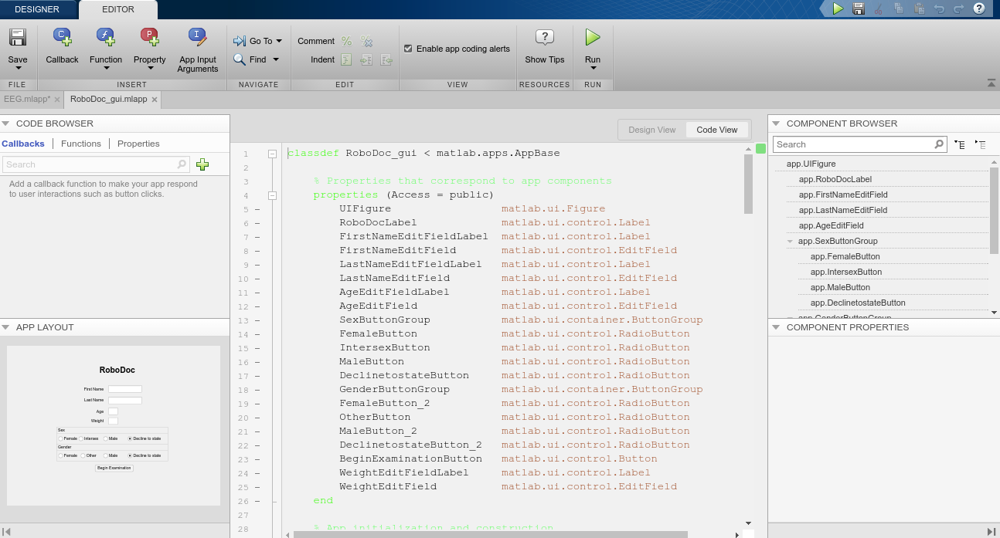 DESIGNER
EDITOR
Save
Callback
Function
Property
App Input
Arguments
Go To
Find
Comment
Indent
Enable app coding alerts
Show Tips
Run
FILE
INSERT
NAVIGATE
EDIT
VIEW
RESOURCES
RUN
EEG.mlapp*
RoboDoc_gui.mlapp
CODE BROWSER
Callbacks
Functions
Properties
Search
Add a callback function to make your app respond
to user interactions such as button clicks.
APP LAYOUT
RoboDoc
First Name
Last Name
Age
Weight
Sex
Female Intersex Male Decline to state
Gender
Female Other Male Decline to state
Begin Examination
Design View
Code View
1 classdef RoboDoc_gui < matlab.apps.AppBase
2
3 % Properties that correspond to app components
4 properties (Access = public)
5 – UIFigure matlab.ui.Figure
6 – RoboDocLabel matlab.ui.control.Label
7 – FirstNameEditFieldLabel matlab.ui.control.Label
8 – FirstNameEditField matlab.ui.control.EditField
9 – LastNameEditFieldLabel matlab.ui.control.Label
10 – LastNameEditField matlab.ui.control.EditField
11 – AgeEditFieldLabel matlab.ui.control.Label
12 – AgeEditField matlab.ui.control.EditField
13 – SexButtonGroup matlab.ui.container.ButtonGroup
14 – FemaleButton matlab.ui.control.RadioButton
15 – IntersexButton matlab.ui.control.RadioButton
16 – MaleButton matlab.ui.control.RadioButton
17 – DeclinetostateButton matlab.ui.control.RadioButton
18 – GenderButtonGroup matlab.ui.container.ButtonGroup
19 – FemaleButton_2 matlab.ui.control.RadioButton
20 – OtherButton matlab.ui.control.RadioButton
21 – MaleButton_2 matlab.ui.control.RadioButton
22 – DeclinetostateButton_2 matlab.ui.control.RadioButton
23 – BeginExaminationButton matlab.ui.control.Button
24 – WeightEditFieldLabel matlab.ui.control.Label
25 – WeightEditField matlab.ui.control.EditField
26 – end
27
28 % App initialization and construction
COMPONENT BROWSER
Search
app.UIFigure
app.RoboDocLabel
app.FirstNameEditField
app.LastNameEditField
app.AgeEditField
app.SexButtonGroup
app.FemaleButton
app.IntersexButton
app.MaleButton
app.DeclinetostateButton
app.GenderButtonGroup
COMPONENT PROPERTIES